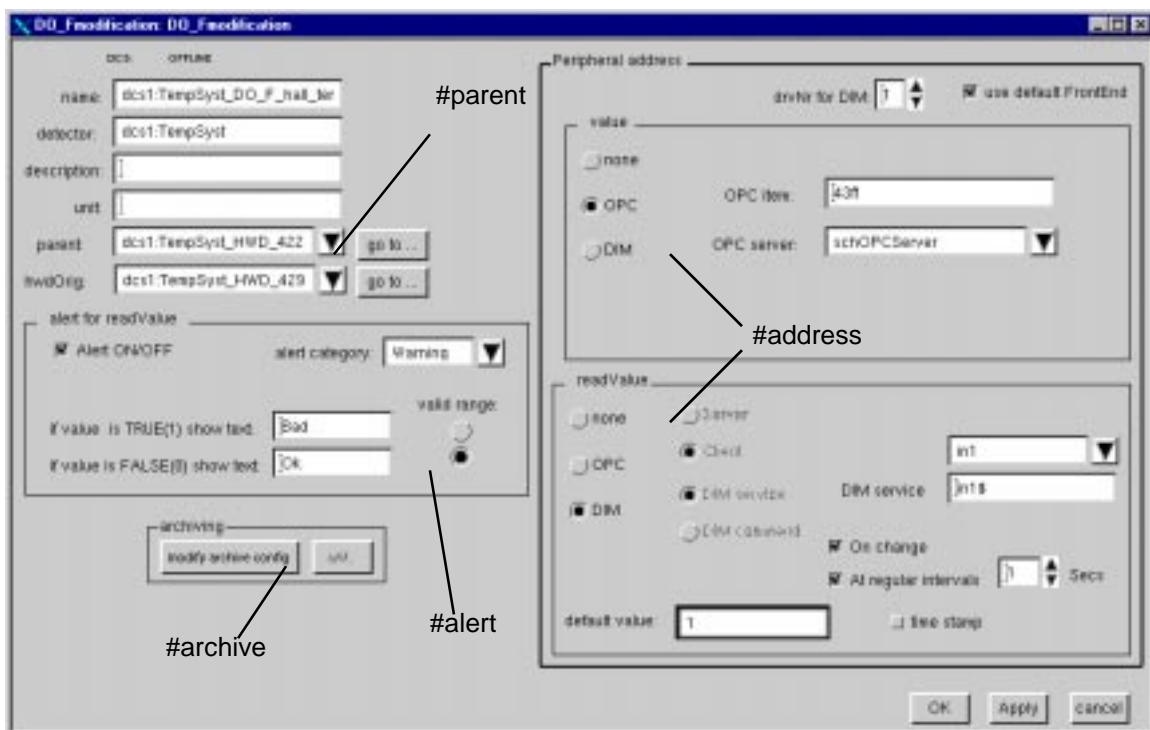 DO_Fmodification: DO_Fmodification
DCS: OFFLINE
name: dcs1:TempSyst_DO_F_hall_ter
detector: dcs1:TempSyst
description:
unit:
parent: dcs1:TempSyst_HWD_422 go to ...
hwdOrig: dcs1:TempSyst_HWD_429 go to ...
#parent
alert for readValue
Alert ON/OFF alert category: Warning
valid range:
if value is TRUE(1) show text: Bad
if value is FALSE(0) show text: Ok
archiving
modify archive config
#archive
#alert
Peripheral address
drvNr for DIM: 1 use default FrontEnd
value
none
OPC OPC item:
DIM OPC server: schOPCServer
#address
readValue
none Server
OPC Client in1
DIM DIM service DIM service in1$
DIM command
On change
At regular intervals 1 Secs
default value: 1 time stamp
OK Apply cancel